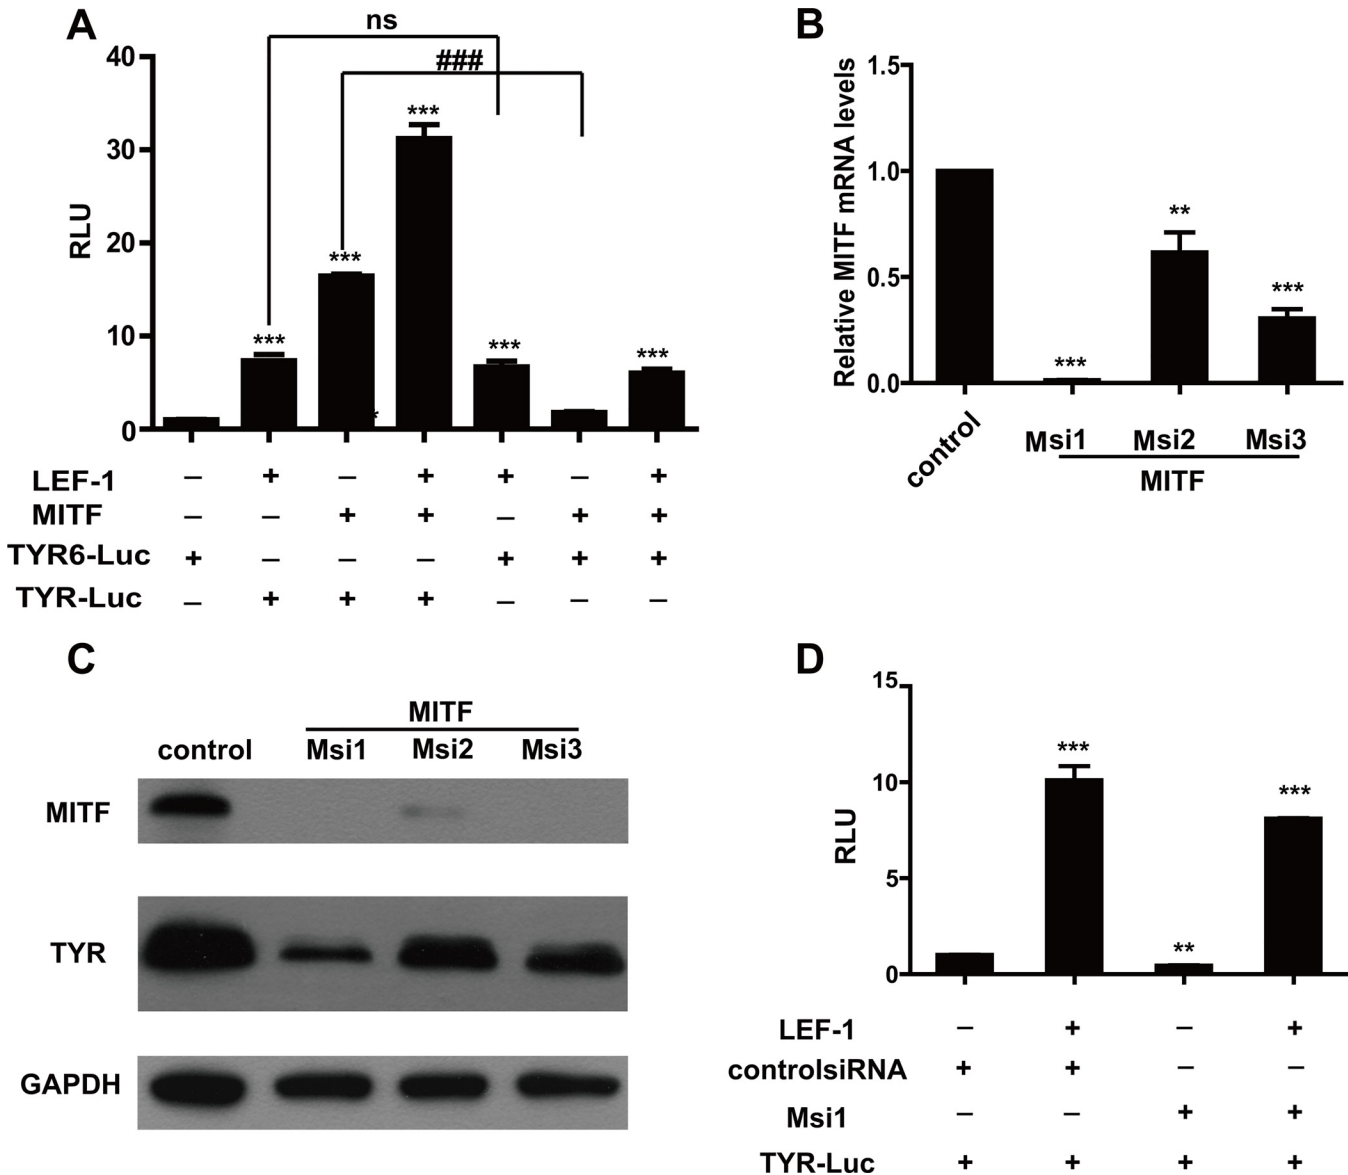 A
ns
###
40
30
20
10
0
RLU
***
***
***
***
***
*
LEF-1 – + – + + – +
MITF – – + + – + +
TYR6-Luc + – – – + + +
TYR-Luc – + + + – – –
B
1.5
1.0
0.5
0.0
Relative MITF mRNA levels
***
**
***
control
Msi1 Msi2 Msi3
MITF
C
MITF
control Msi1 Msi2 Msi3
MITF
TYR
GAPDH
D
15
10
5
0
RLU
***
**
***
LEF-1 – + – +
controlsiRNA + + – –
Msi1 – – + +
TYR-Luc + + + +